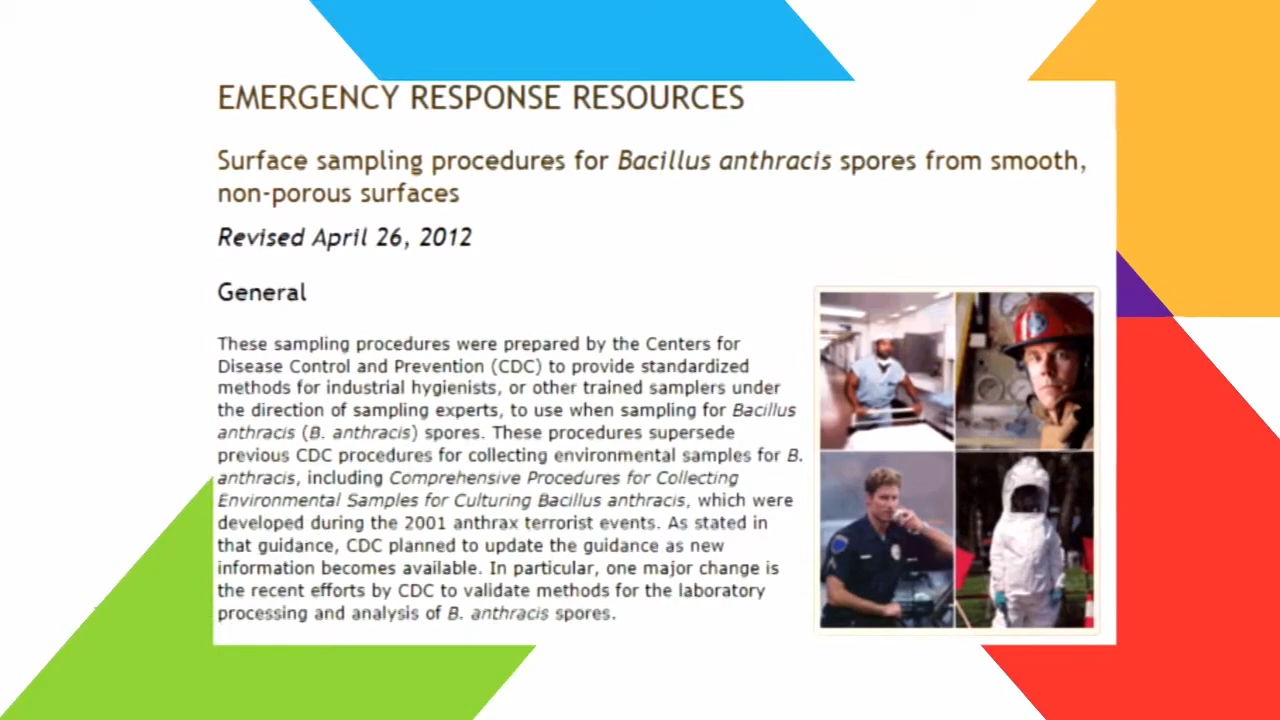 EMERGENCY RESPONSE RESOURCES
Surface sampling procedures for Bacillus anthracis spores from smooth,
non-porous surfaces
Revised April 26, 2012
General
These sampling procedures were prepared by the Centers for
Disease Control and Prevention (CDC) to provide standardized
methods for industrial hygienists, or other trained samplers under
the direction of sampling experts, to use when sampling for Bacillus
anthracis (B. anthracis) spores. These procedures supersede
previous CDC procedures for collecting environmental samples for B.
anthracis, including Comprehensive Procedures for Collecting
Environmental Samples for Culturing Bacillus anthracis, which were
developed during the 2001 anthrax terrorist events. As stated in
that guidance, CDC planned to update the guidance as new
information becomes available. In particular, one major change is
the recent efforts by CDC to validate methods for the laboratory
processing and analysis of B. anthracis spores.